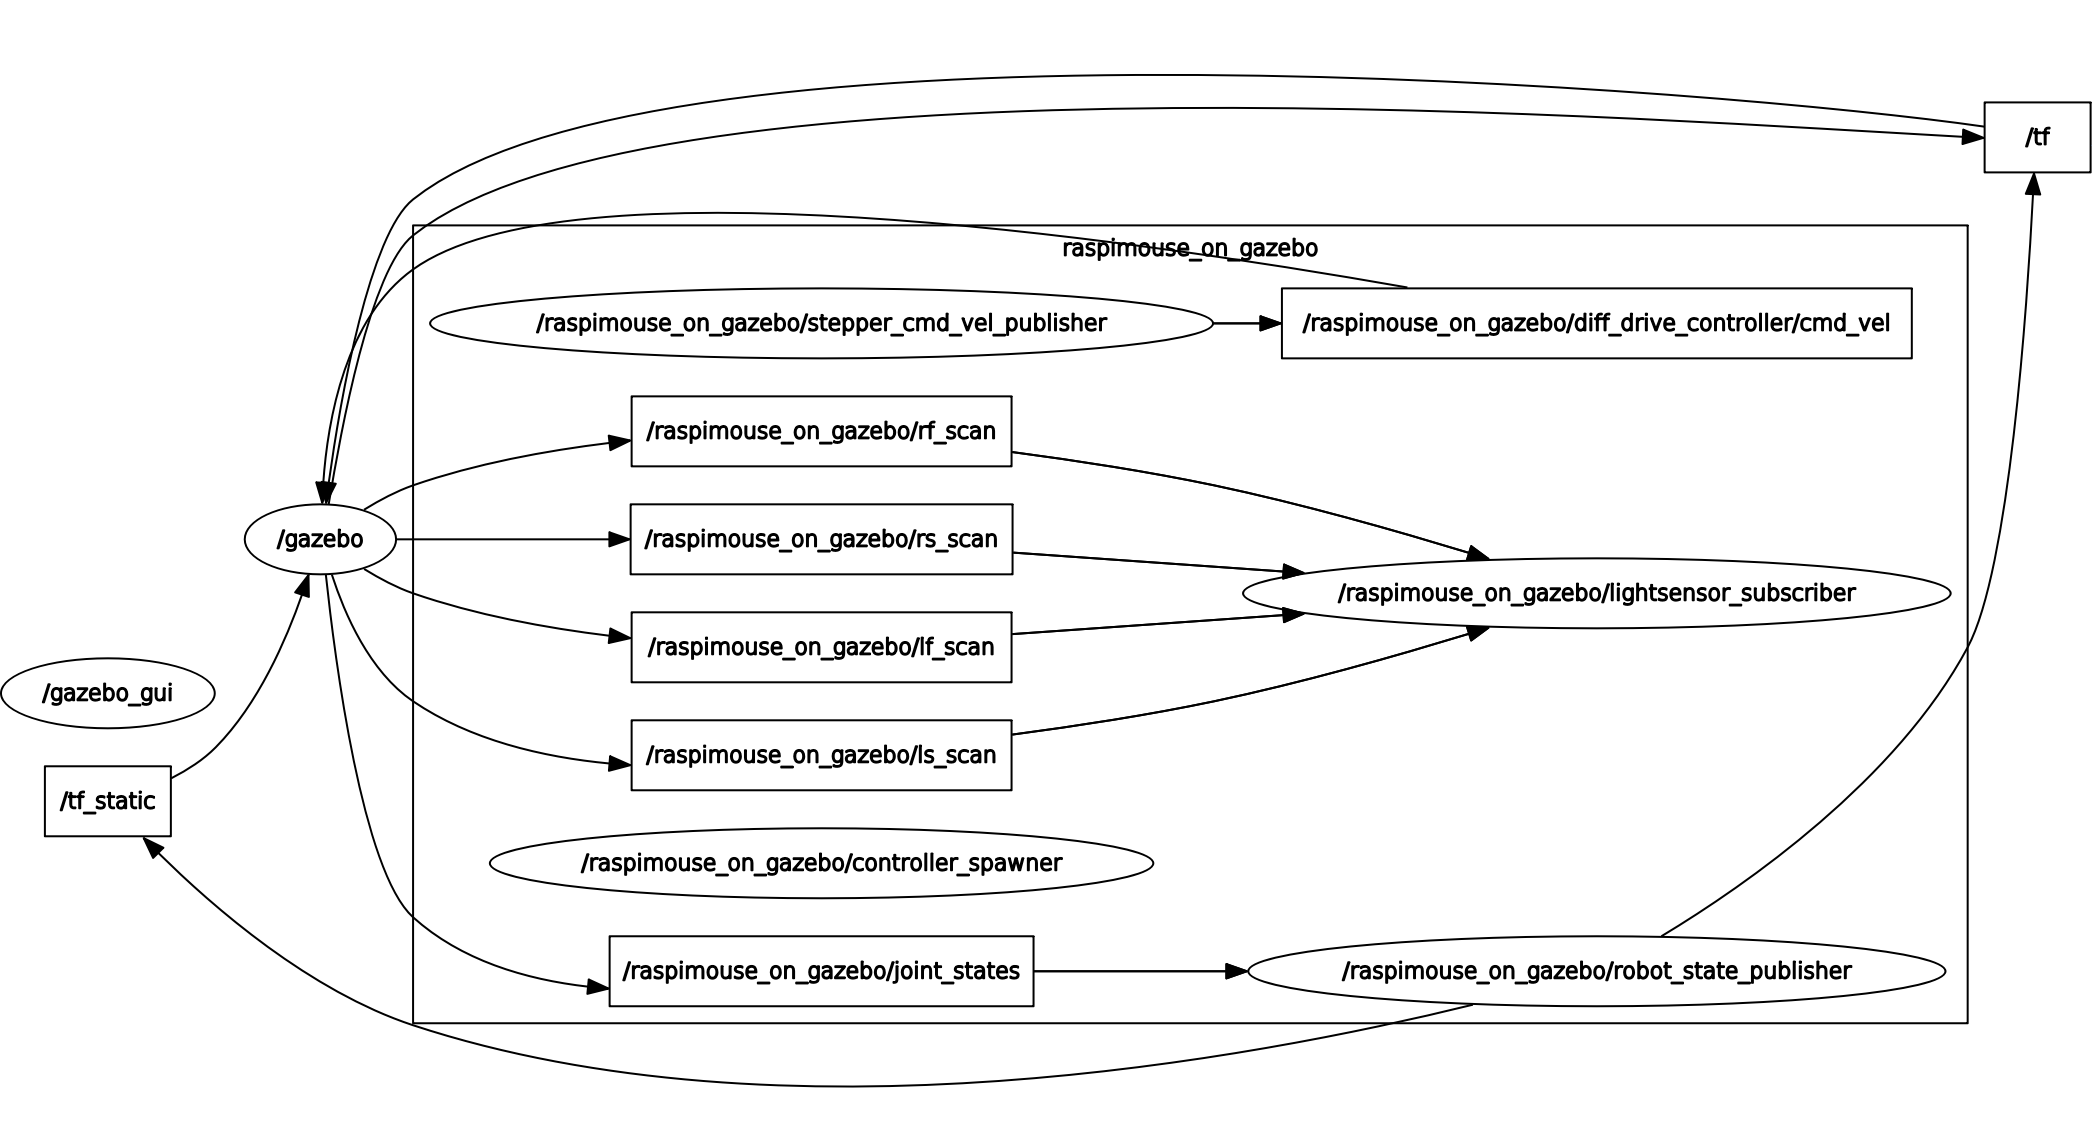 /tf
raspimouse_on_gazebo
/raspimouse_on_gazebo/stepper_cmd_vel_publisher
/raspimouse_on_gazebo/diff_drive_controller/cmd_vel
/raspimouse_on_gazebo/rf_scan
/gazebo
/raspimouse_on_gazebo/rs_scan
/raspimouse_on_gazebo/lightsensor_subscriber
/raspimouse_on_gazebo/lf_scan
/gazebo_gui
/raspimouse_on_gazebo/ls_scan
/tf_static
/raspimouse_on_gazebo/controller_spawner
/raspimouse_on_gazebo/joint_states
/raspimouse_on_gazebo/robot_state_publisher